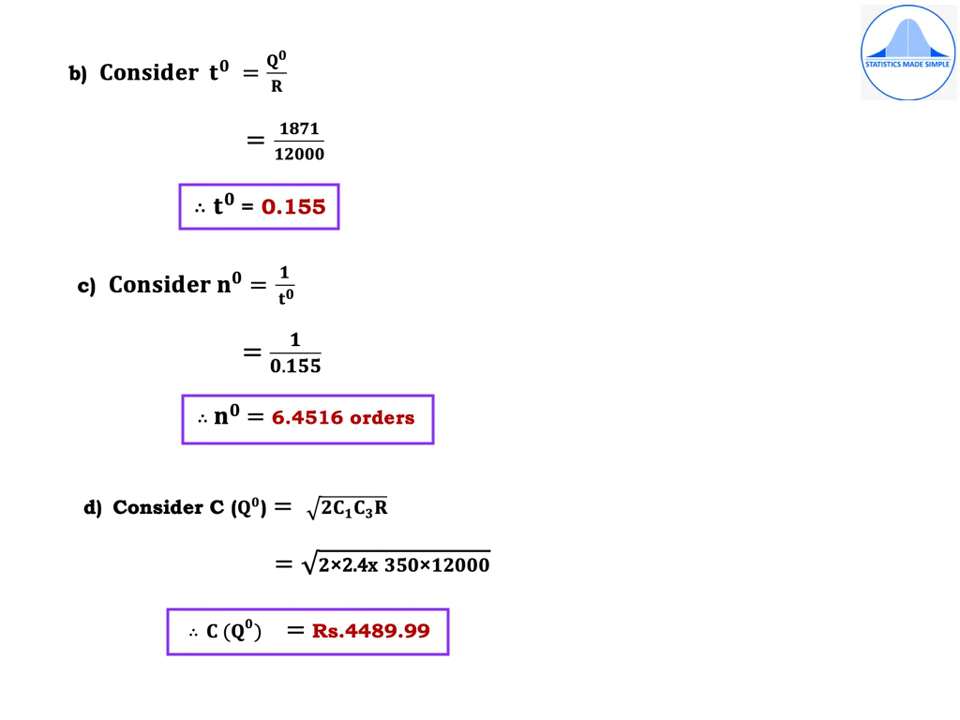 STATISTICS MADE SIMPLE
b) Consider t⁰ = Q⁰/R
= 1871/12000
∴ t⁰ = 0.155
c) Consider n⁰ = 1/t⁰
= 1/0.155
∴ n⁰ = 6.4516 orders
d) Consider C (Q⁰) = √2C₁C₃R
= √2×2.4x 350×12000
∴ C (Q⁰) = Rs.4489.99